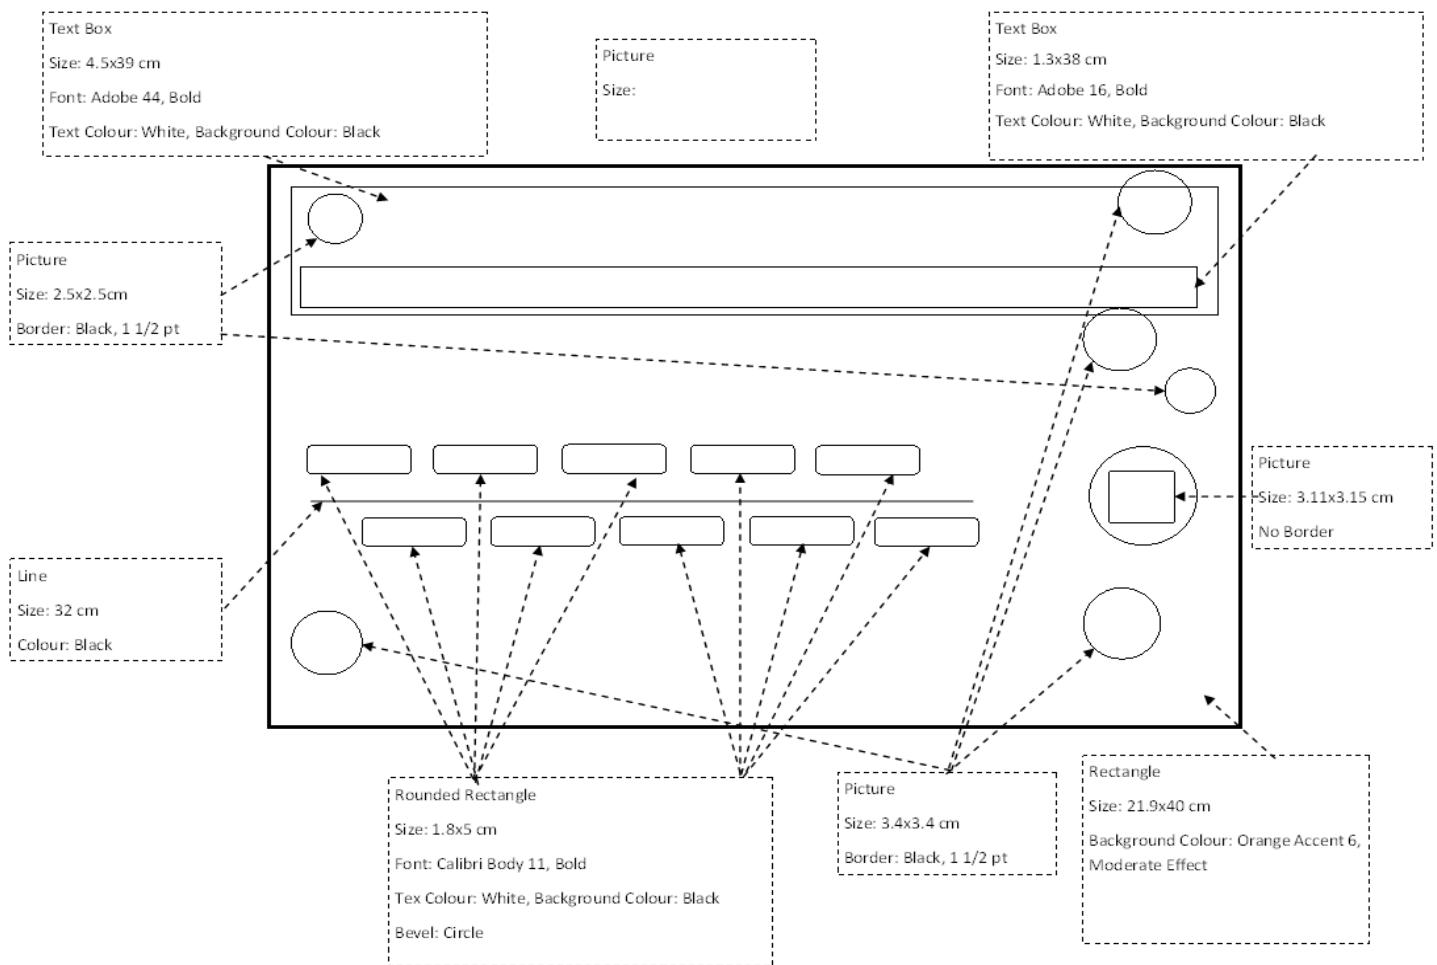 Text Box
Size: 4.5x39 cm
Font: Adobe 44, Bold
Text Colour: White, Background Colour: Black
Picture
Size:
Text Box
Size: 1.3x38 cm
Font: Adobe 16, Bold
Text Colour: White, Background Colour: Black
Picture
Size: 2.5x2.5cm
Border: Black, 1 1/2 pt
Picture
Size: 3.11x3.15 cm
No Border
Line
Size: 32 cm
Colour: Black
Rounded Rectangle
Size: 1.8x5 cm
Font: Calibri Body 11, Bold
Tex Colour: White, Background Colour: Black
Bevel: Circle
Picture
Size: 3.4x3.4 cm
Border: Black, 1 1/2 pt
Rectangle
Size: 21.9x40 cm
Background Colour: Orange Accent 6,
Moderate Effect